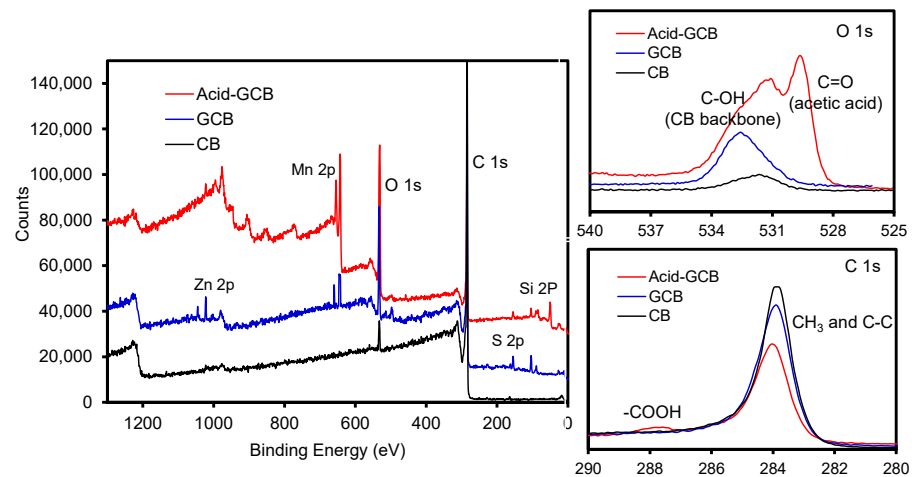 140,000
120,000
100,000
80,000
60,000
40,000
20,000
0
Counts
Acid-GCB
GCB
CB
Mn 2p
O 1s
C 1s
Zn 2p
Si 2P
S 2p
1200
1000
800
600
400
200
0
Binding Energy (eV)
Acid-GCB
GCB
CB
O 1s
C-OH
(CB backbone)
C=O
(acetic acid)
540
537
534
531
528
525
Acid-GCB
GCB
CB
C 1s
CH₃ and C-C
-COOH
290
288
286
284
282
280